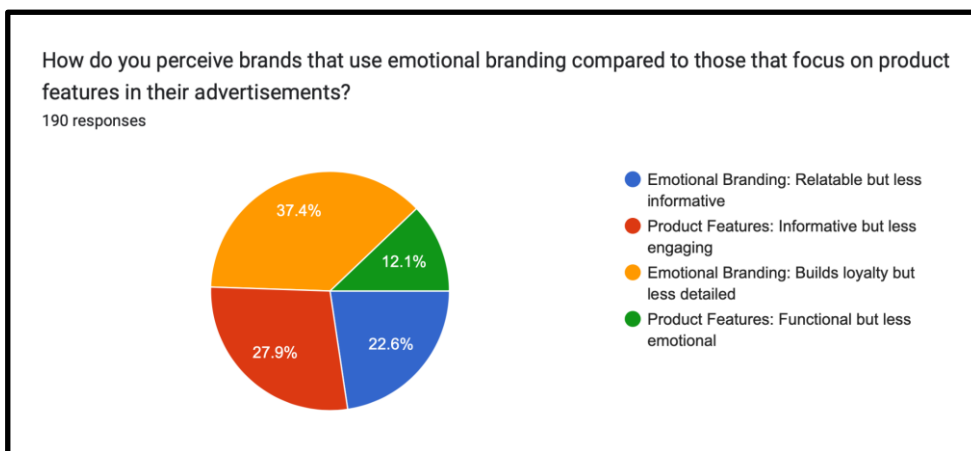 How do you perceive brands that use emotional branding compared to those that focus on product
features in their advertisements?
190 responses
37.4%
12.1%
27.9%
22.6%
Emotional Branding: Relatable but less
informative
Product Features: Informative but less
engaging
Emotional Branding: Builds loyalty but
less detailed
Product Features: Functional but less
emotional